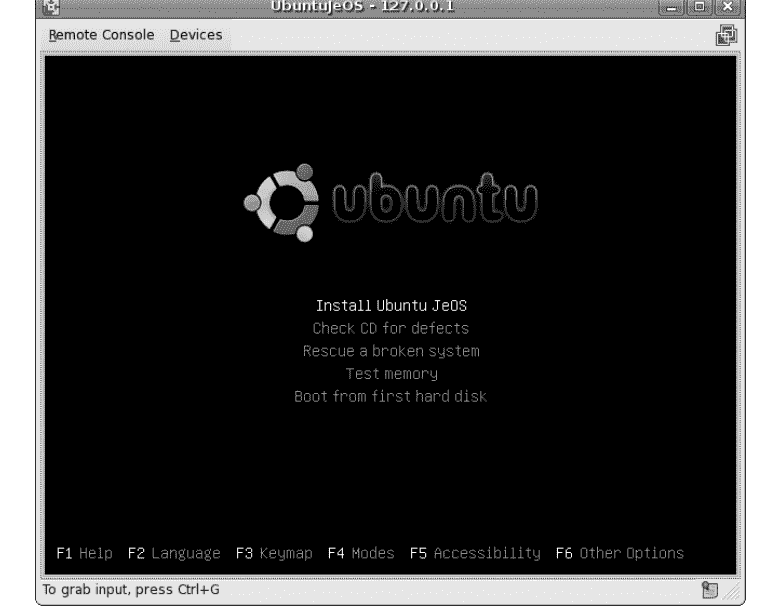 UbuntuJeOS - 127.0.0.1
Remote Console Devices
ubuntu
Install Ubuntu JeOS
Check CD for defects
Rescue a broken system
Test memory
Boot from first hard disk
F1 Help F2 Language F3 Keymap F4 Modes F5 Accessibility F6 Other Options
To grab input, press Ctrl+G